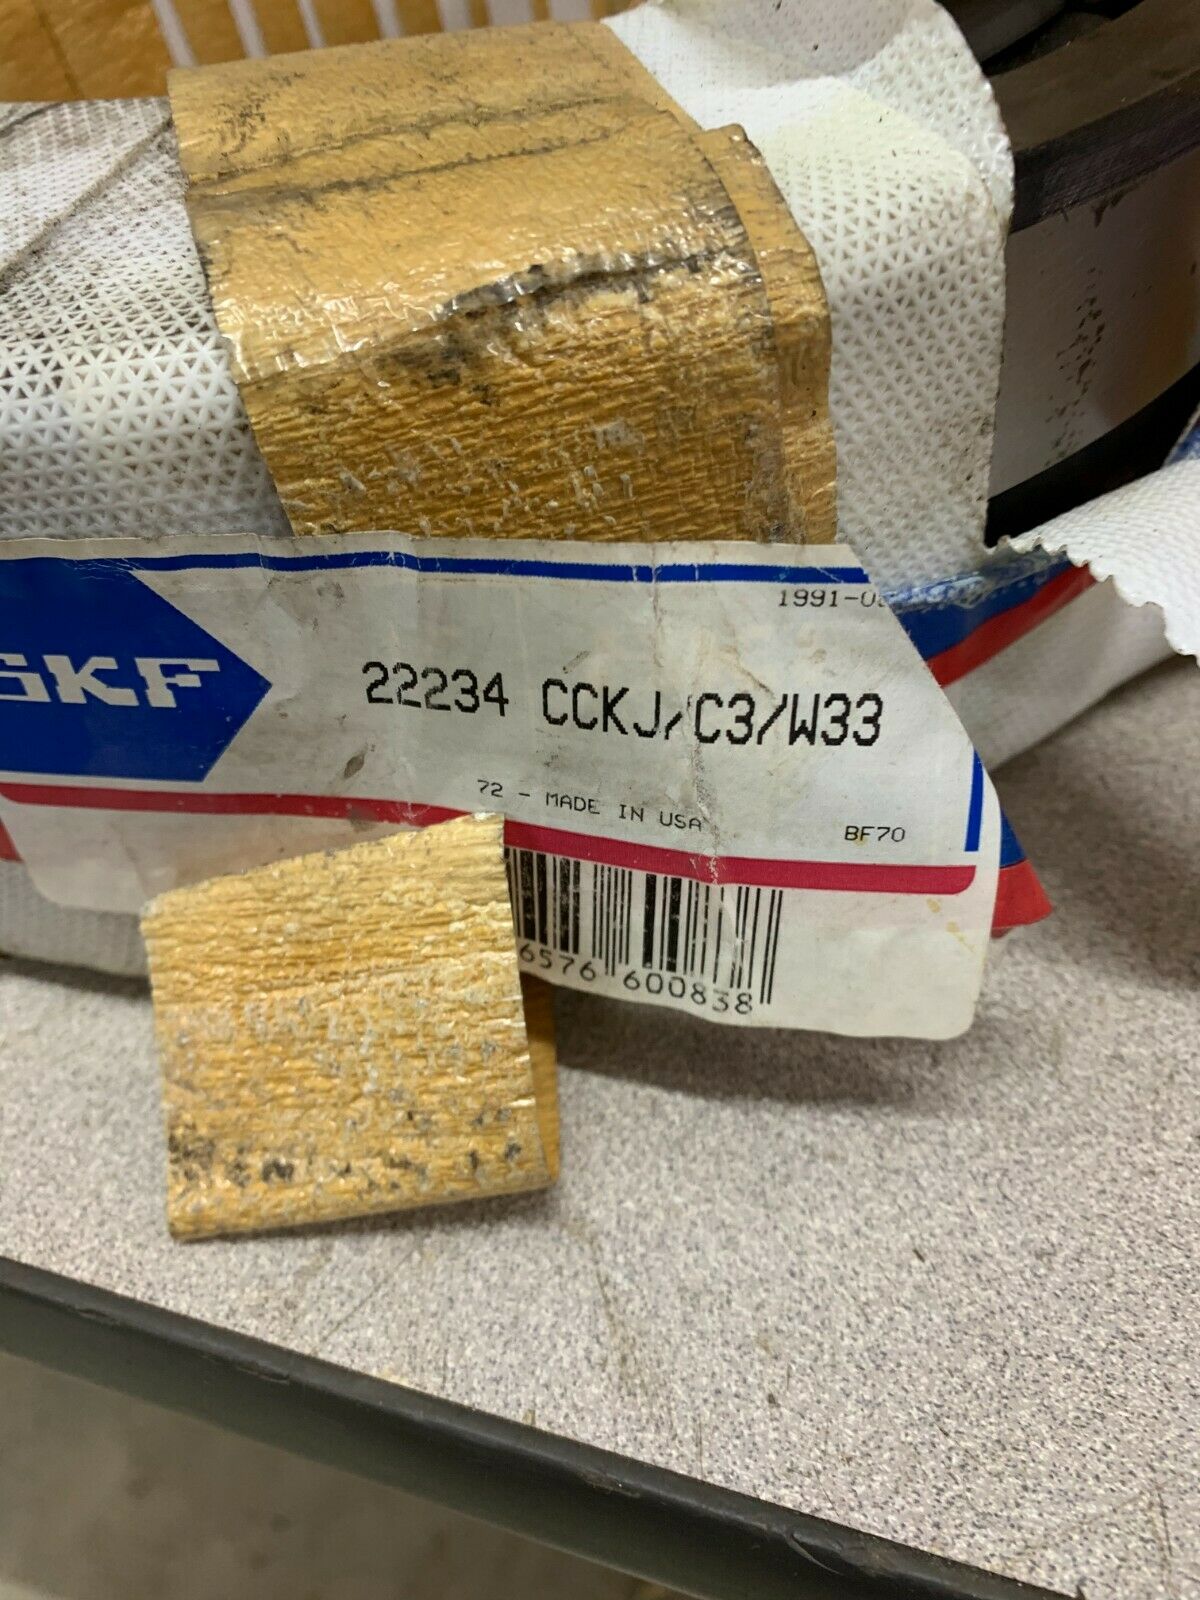 1991-0
SKF
22234 CCKJ/C3/W33
72 - MADE IN USA
BF70
6576 600838